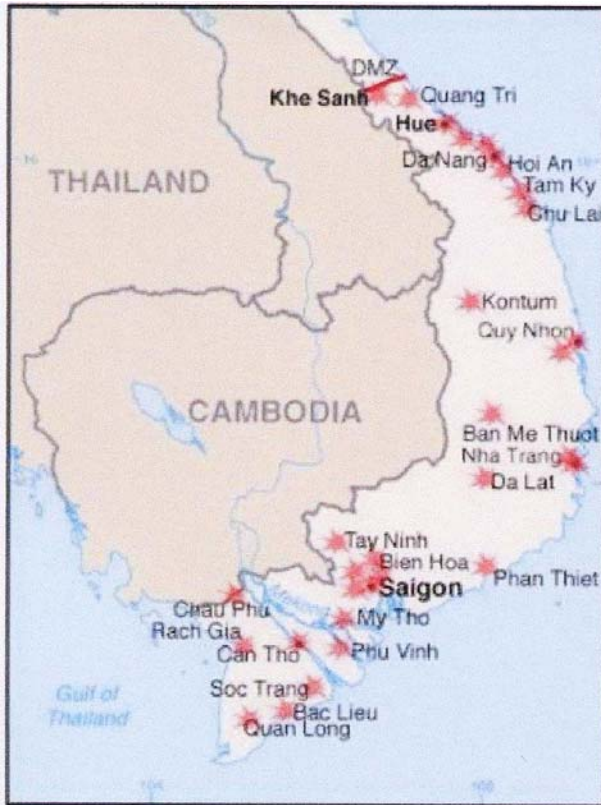 DMZ
Khe Sanh
Quang Tri
Hue
Da Nang
Hoi An
Tam Ky
Chu Lai
THAILAND
Kontum
Quy Nhon
CAMBODIA
Ban Me Thuot
Nha Trang
Da Lat
Tay Ninh
Bien Hoa
Phan Thiet
Saigon
Chau Phu
My Tho
Rach Gia
Can Tho
Phu Vinh
Soc Trang
Gulf of
Thailand
Bac Lieu
Quan Long